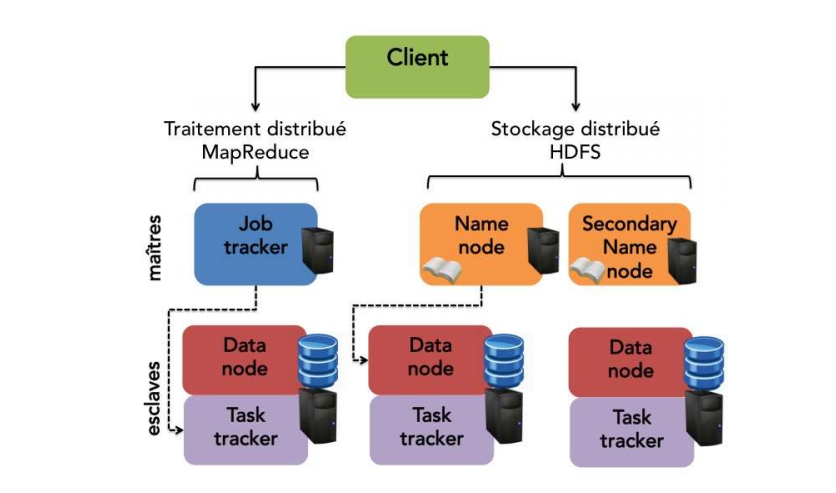 Client
Traitement distribué
MapReduce
Stockage distribué
HDFS
maîtres
Job
tracker
Name
node
Secondary
Name
node
esclaves
Data
node
Task
tracker
Data
node
Task
tracker
Data
node
Task
tracker